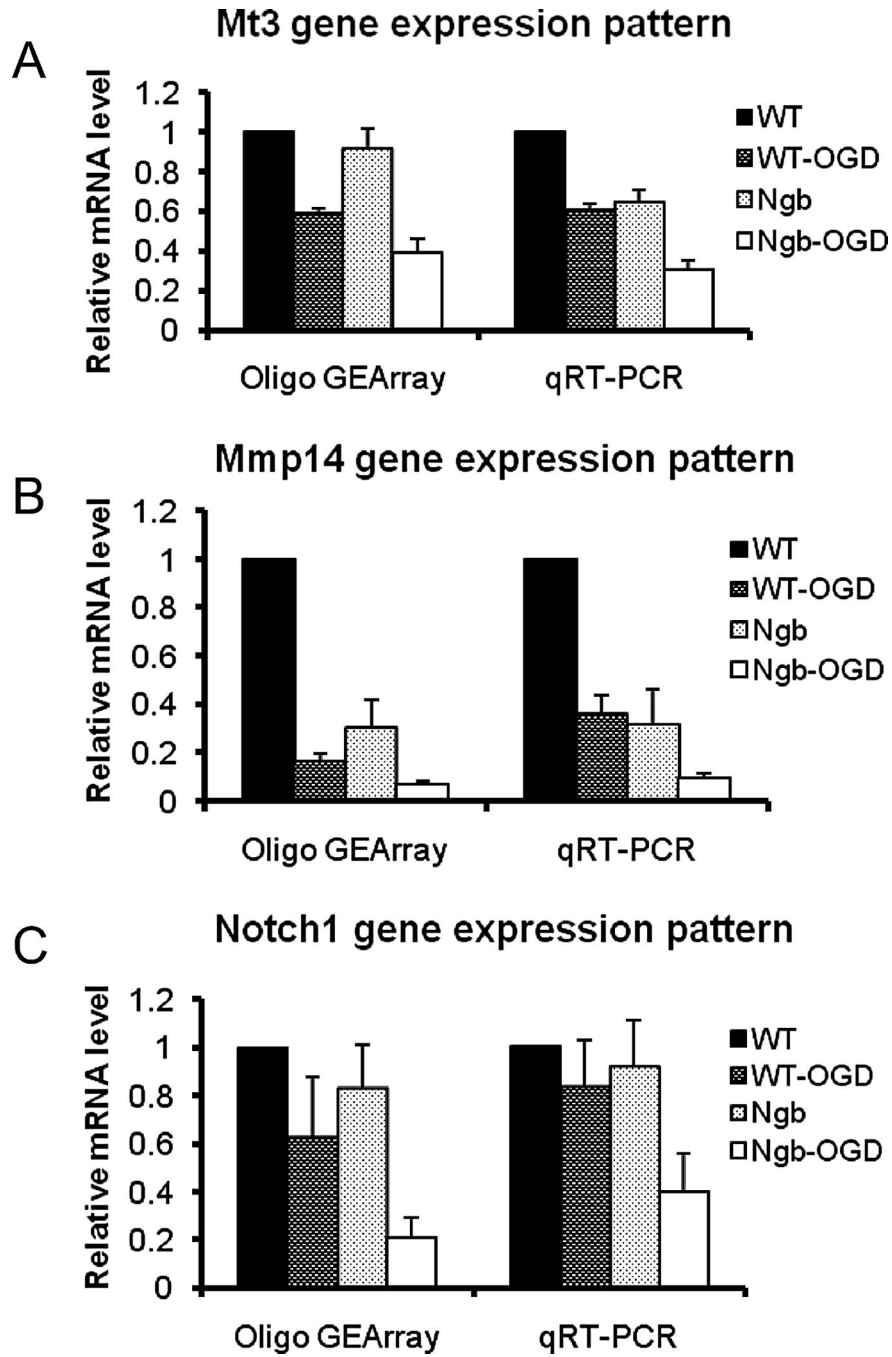 A
Mt3 gene expression pattern
Relative mRNA level
1.2
1
0.8
0.6
0.4
0.2
0
Oligo GEArray
qRT-PCR
WT
WT-OGD
Ngb
Ngb-OGD
B
Mmp14 gene expression pattern
Relative mRNA level
1.2
1
0.8
0.6
0.4
0.2
0
Oligo GEArray
qRT-PCR
WT
WT-OGD
Ngb
Ngb-OGD
C
Notch1 gene expression pattern
Relative mRNA level
1.2
1
0.8
0.6
0.4
0.2
0
Oligo GEArray
qRT-PCR
WT
WT-OGD
Ngb
Ngb-OGD